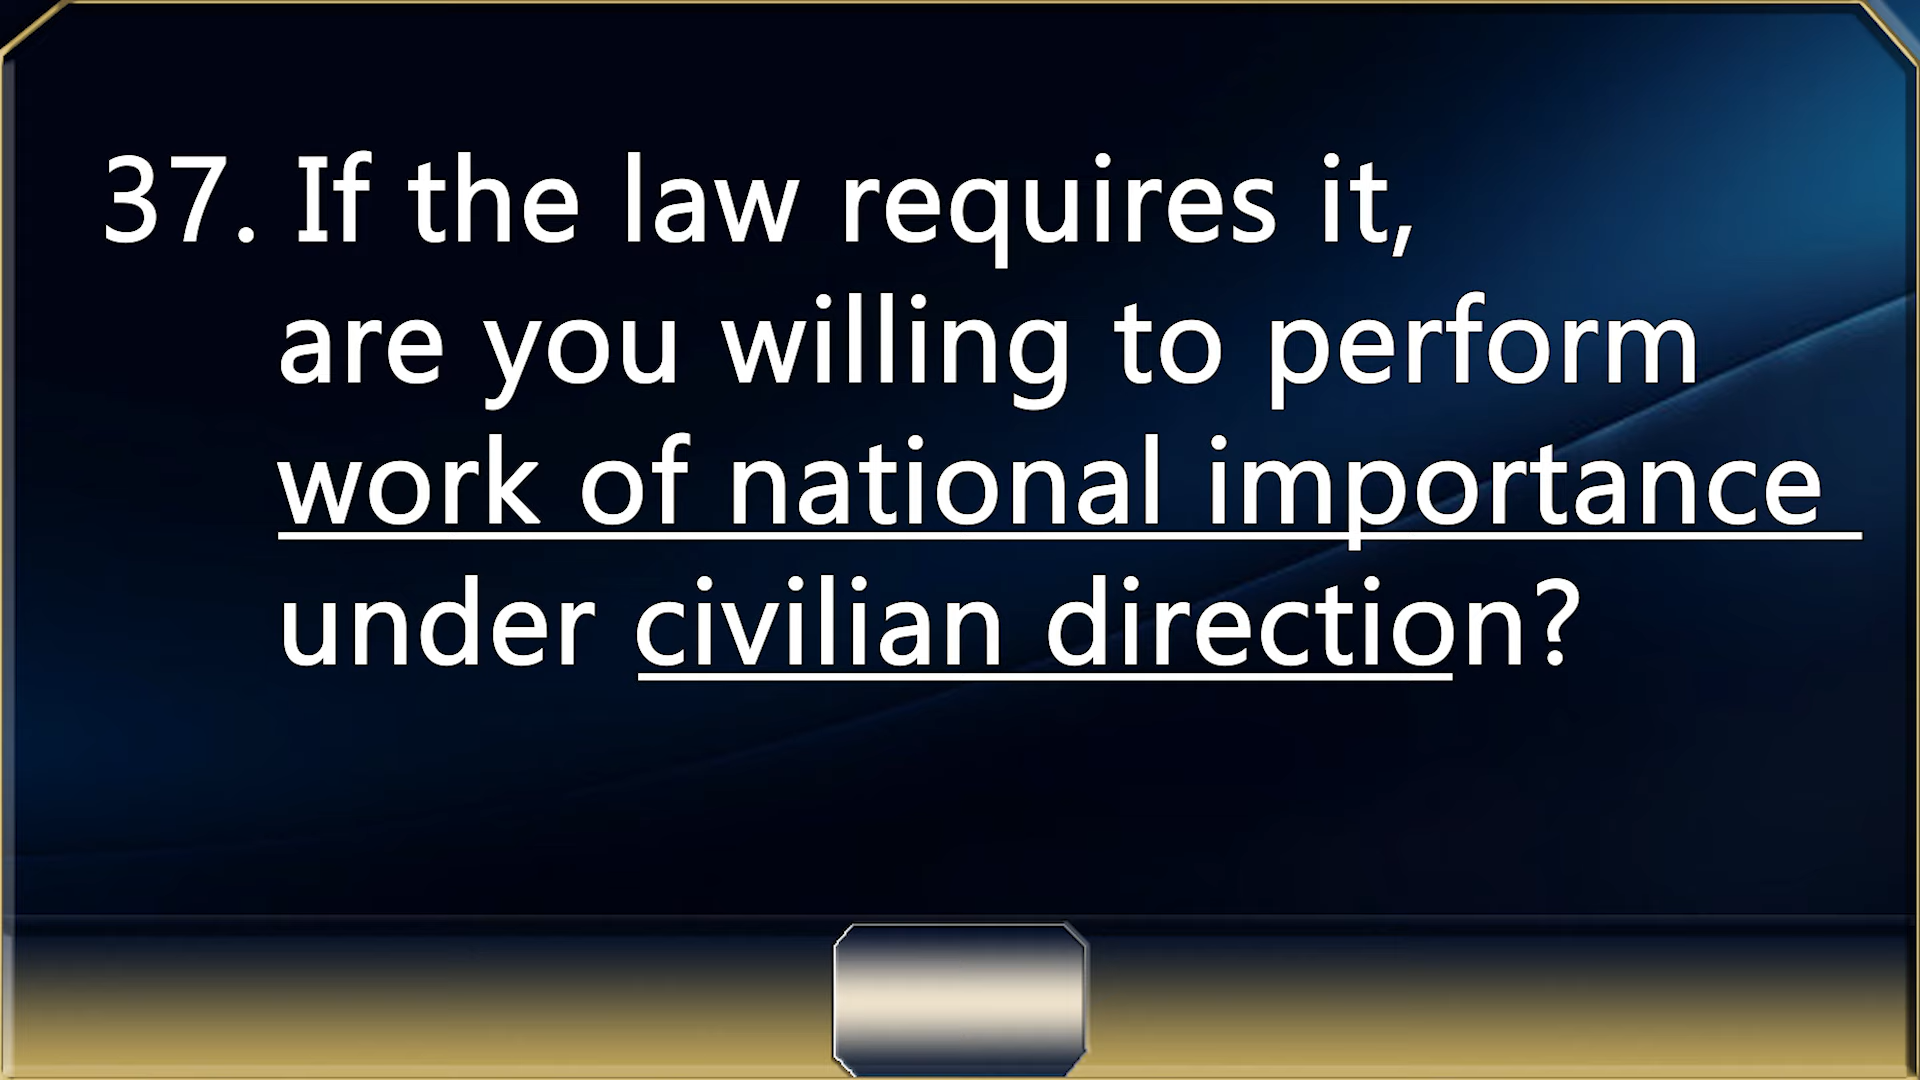 37. If the law requires it,
are you willing to perform
work of national importance
under civilian direction?